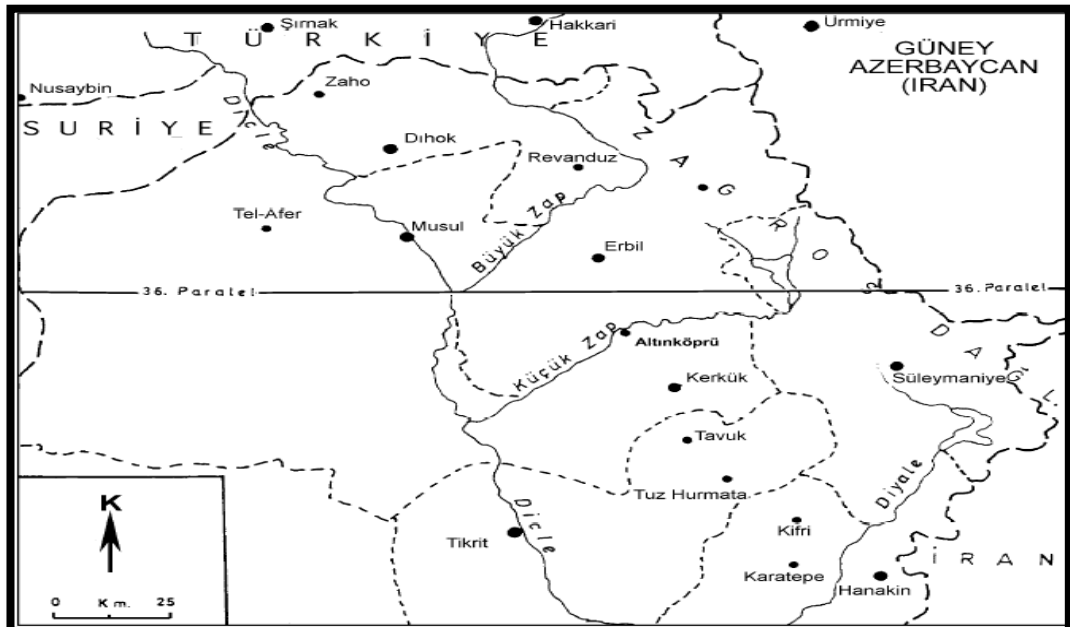 Şırnak
Hakkari
Urmiye
TÜRKİYE
GÜNEY
AZERBAYCAN
(IRAN)
Nusaybin
Zaho
SURİYE
Dicle
Dıhok
Revanduz
ZAGROS DAĞL
Tel-Afer
Musul
Büyük Zap
Erbil
36. Paralel
36. Paralel
Küçük Zap
Altınköprü
Kerkük
Süleymaniye
Tavuk
Tuz Hurmata
Diyale
K
Dicle
Tikrit
Kifri
İRAN
Karatepe
Hanakin
0 Km. 25